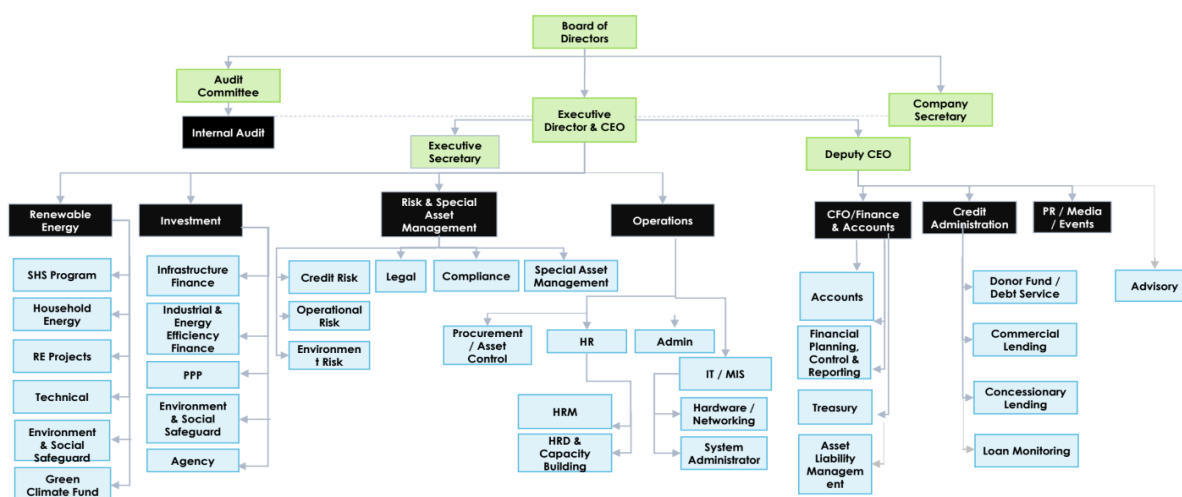 Board of
Directors
Audit
Committee
Company
Secretary
Internal Audit
Executive
Director & CEO
Executive
Secretary
Deputy CEO
Renewable
Energy
Investment
Risk & Special
Asset
Management
Operations
CFO/Finance
& Accounts
Credit
Administration
PR / Media
/ Events
SHS Program
Household
Energy
RE Projects
Technical
Environment
& Social
Safeguard
Green
Climate Fund
Infrastructure
Finance
Industrial &
Energy
Efficiency
Finance
PPP
Environment
& Social
Safeguard
Agency
Credit Risk
Operational
Risk
Environmen
t Risk
Legal
Compliance
Special Asset
Management
Procurement
/ Asset
Control
HR
Admin
IT / MIS
HRM
HRD &
Capacity
Building
Hardware /
Networking
System
Administrator
Accounts
Financial
Planning,
Control &
Reporting
Treasury
Asset
Liability
Managem
ent
Donor Fund /
Debt Service
Commercial
Lending
Concessionary
Lending
Loan Monitoring
Advisory